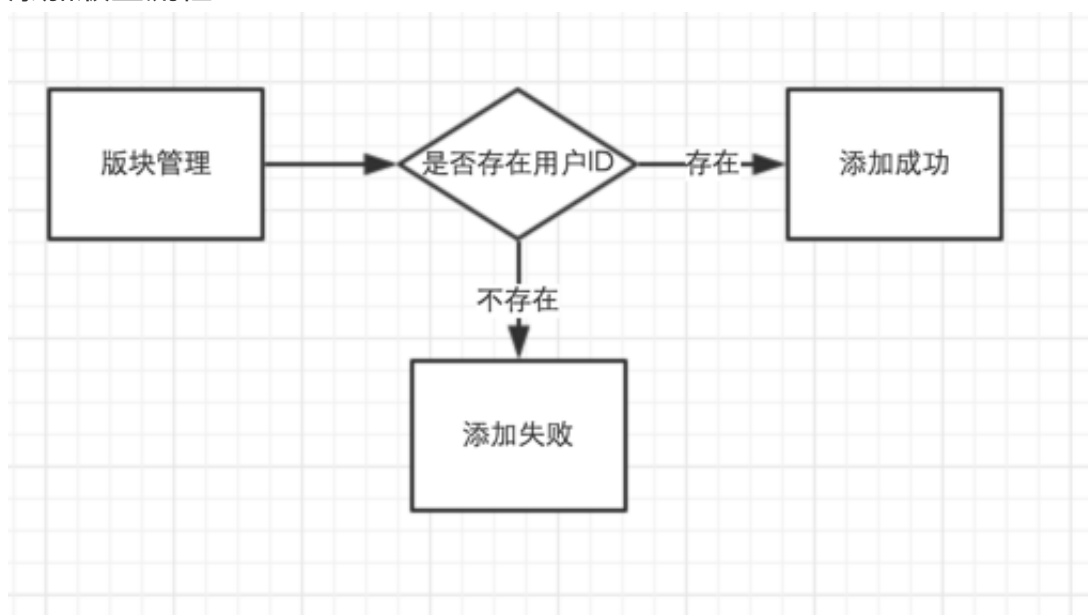 版块管理
是否存在用户ID
存在
添加成功
不存在
添加失败